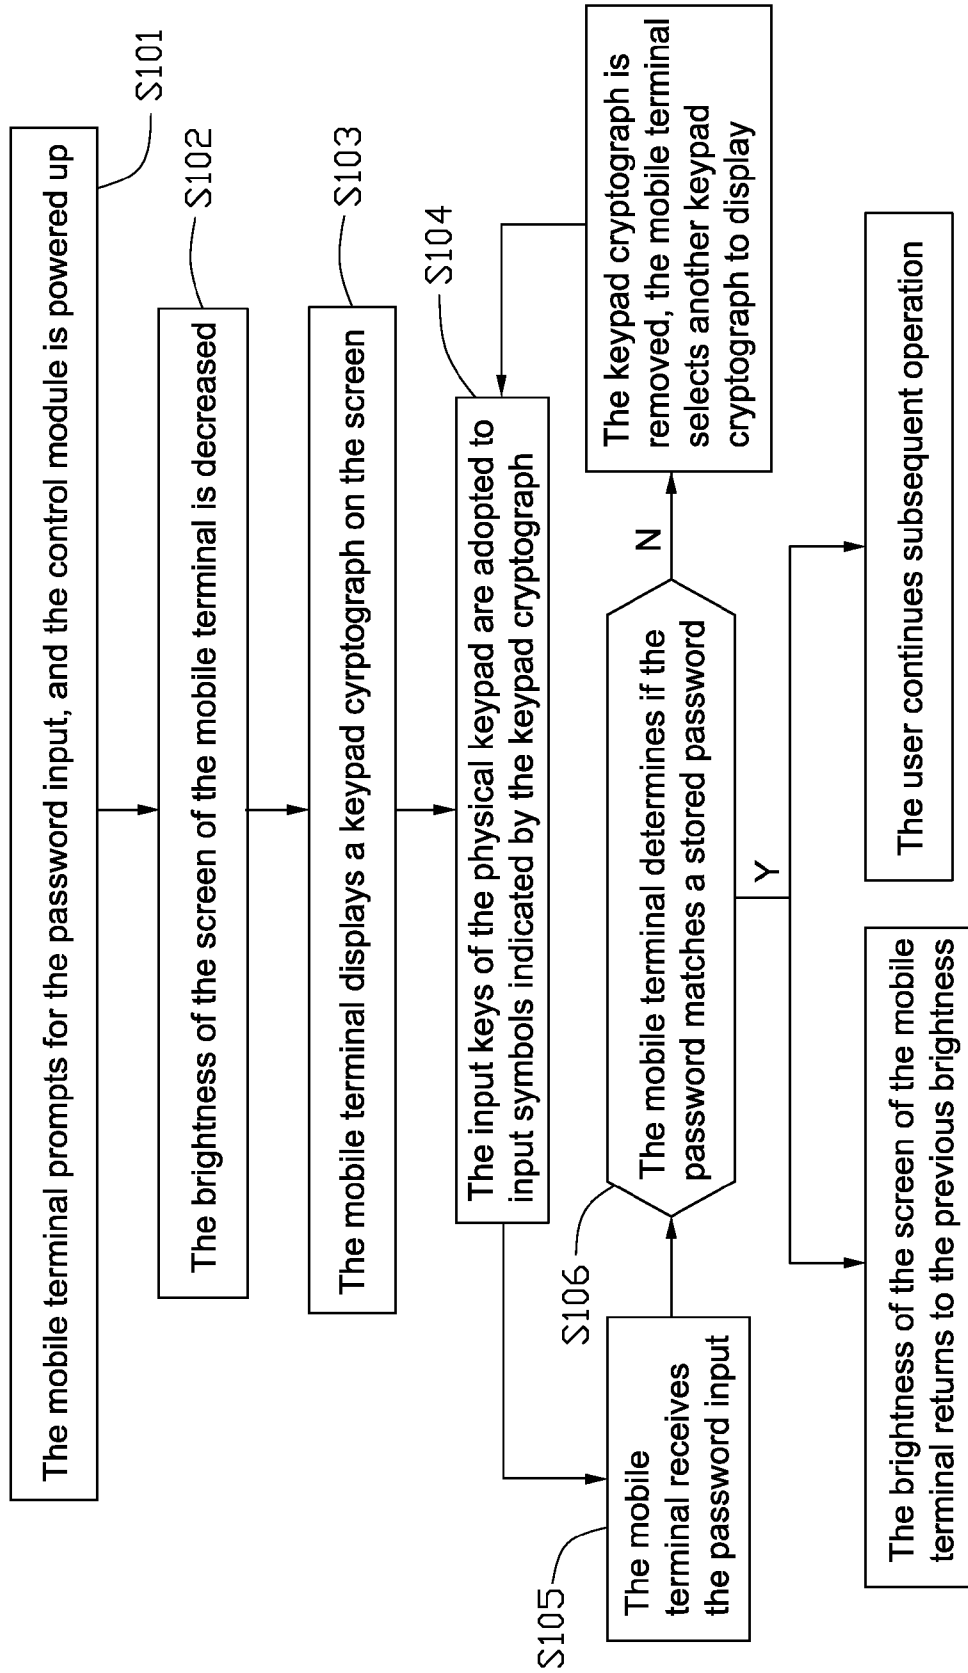 The mobile terminal prompts for the password input, and the control module is powered up
S101
The brightness of the screen of the mobile terminal is decreased
S102
The mobile terminal displays a keypad cyrptograph on the screen
S103
The input keys of the physical keypad are adopted to
input symbols indicated by the keypad cryptograph
S104
The mobile
terminal receives
the password input
S105
The mobile terminal determines if the
password matches a stored password
S106
N
The keypad cryptograph is
removed, the mobile terminal
selects another keypad
cryptograph to display
Y
The brightness of the screen of the mobile
terminal returns to the previous brightness
The user continues subsequent operation